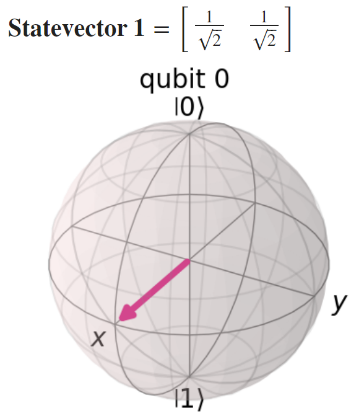 Statevector 1 = [ 1/√2 1/√2 ]
qubit 0
|0⟩
y
x
|1⟩